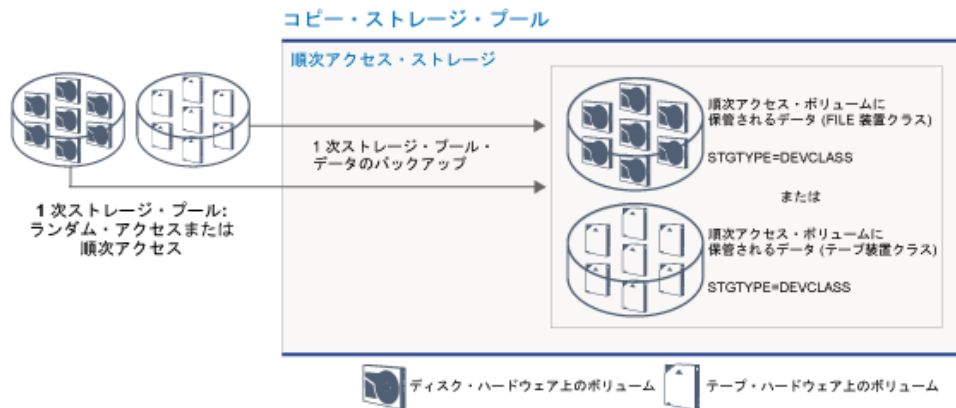 コピー・ストレージ・プール
順次アクセス・ストレージ
順次アクセス・ボリュームに
保管されるデータ (FILE 装置クラス)
STGTYPE=DEVCLASS
1 次ストレージ・プール・
データのバックアップ
または
1 次ストレージ・プール:
ランダム・アクセスまたは
順次アクセス
順次アクセス・ボリュームに
保管されるデータ (テープ装置クラス)
STGTYPE=DEVCLASS
ディスク・ハードウェア上のボリューム
テープ・ハードウェア上のボリューム